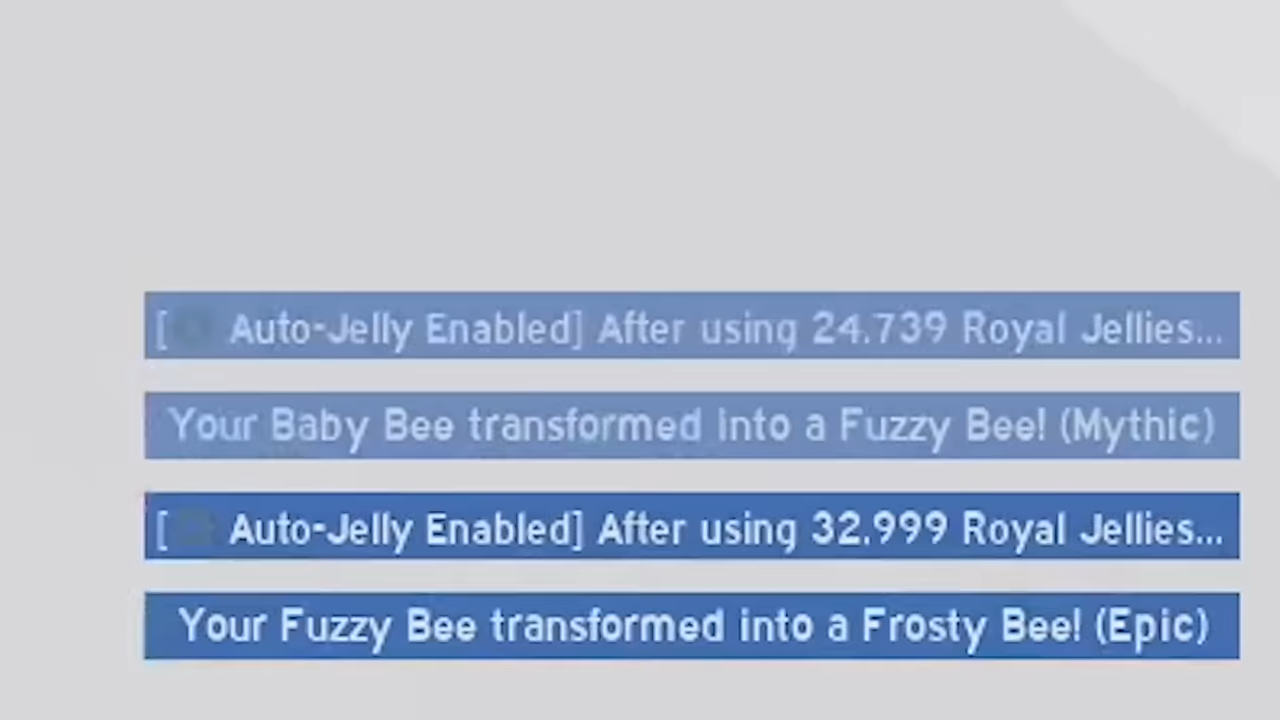 [ Auto-Jelly Enabled] After using 24.739 Royal Jellies...
Your Baby Bee transformed into a Fuzzy Bee! (Mythic)
[ Auto-Jelly Enabled] After using 32.999 Royal Jellies...
Your Fuzzy Bee transformed into a Frosty Bee! (Epic)